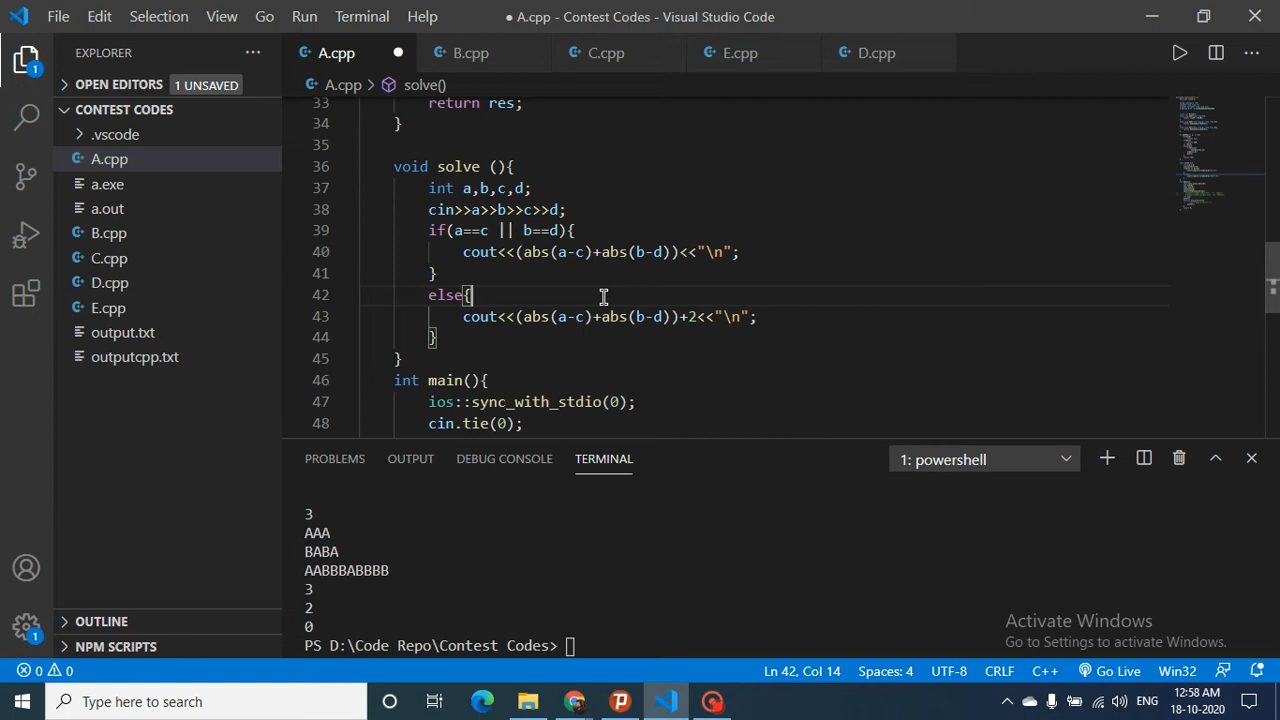 File Edit Selection View Go Run Terminal Help ● A.cpp - Contest Codes - Visual Studio Code
EXPLORER
OPEN EDITORS 1 UNSAVED
CONTEST CODES
.vscode
A.cpp
a.exe
a.out
B.cpp
C.cpp
D.cpp
E.cpp
output.txt
outputcpp.txt
OUTLINE
NPM SCRIPTS
1
1
A.cpp B.cpp C.cpp E.cpp D.cpp
A.cpp > solve()
33 return res;
34 }
35
36 void solve (){
37 int a,b,c,d;
38 cin>>a>>b>>c>>d;
39 if(a==c || b==d){
40 cout<<(abs(a-c)+abs(b-d))<<"\n";
41 }
42 else{
43 cout<<(abs(a-c)+abs(b-d))+2<<"\n";
44 }
45 }
46 int main(){
47 ios::sync_with_stdio(0);
48 cin.tie(0);
PROBLEMS OUTPUT DEBUG CONSOLE TERMINAL 1: powershell
3
AAA
BABA
AABBBABBBB
3
2
0
PS D:\Code Repo\Contest Codes>
Activate Windows
Go to Settings to activate Windows.
0 0 Ln 42, Col 14 Spaces: 4 UTF-8 CRLF C++ Go Live Win32
Type here to search
ENG
12:58 AM
18-10-2020